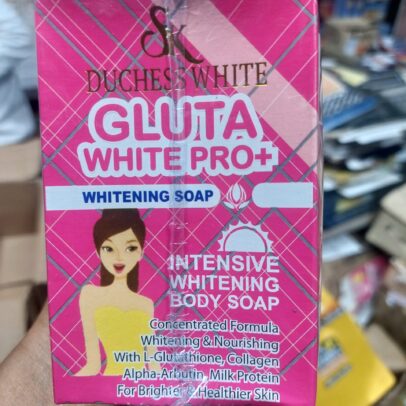 SK
DUCHESS WHITE
GLUTA
WHITE PRO+
WHITENING SOAP
INTENSIVE
WHITENING
BODY SOAP
Concentrated Formula
Whitening & Nourishing
With L-Glutathione, Collagen
Alpha-Arbutin, Milk Protein
For Brighter & Healthier Skin